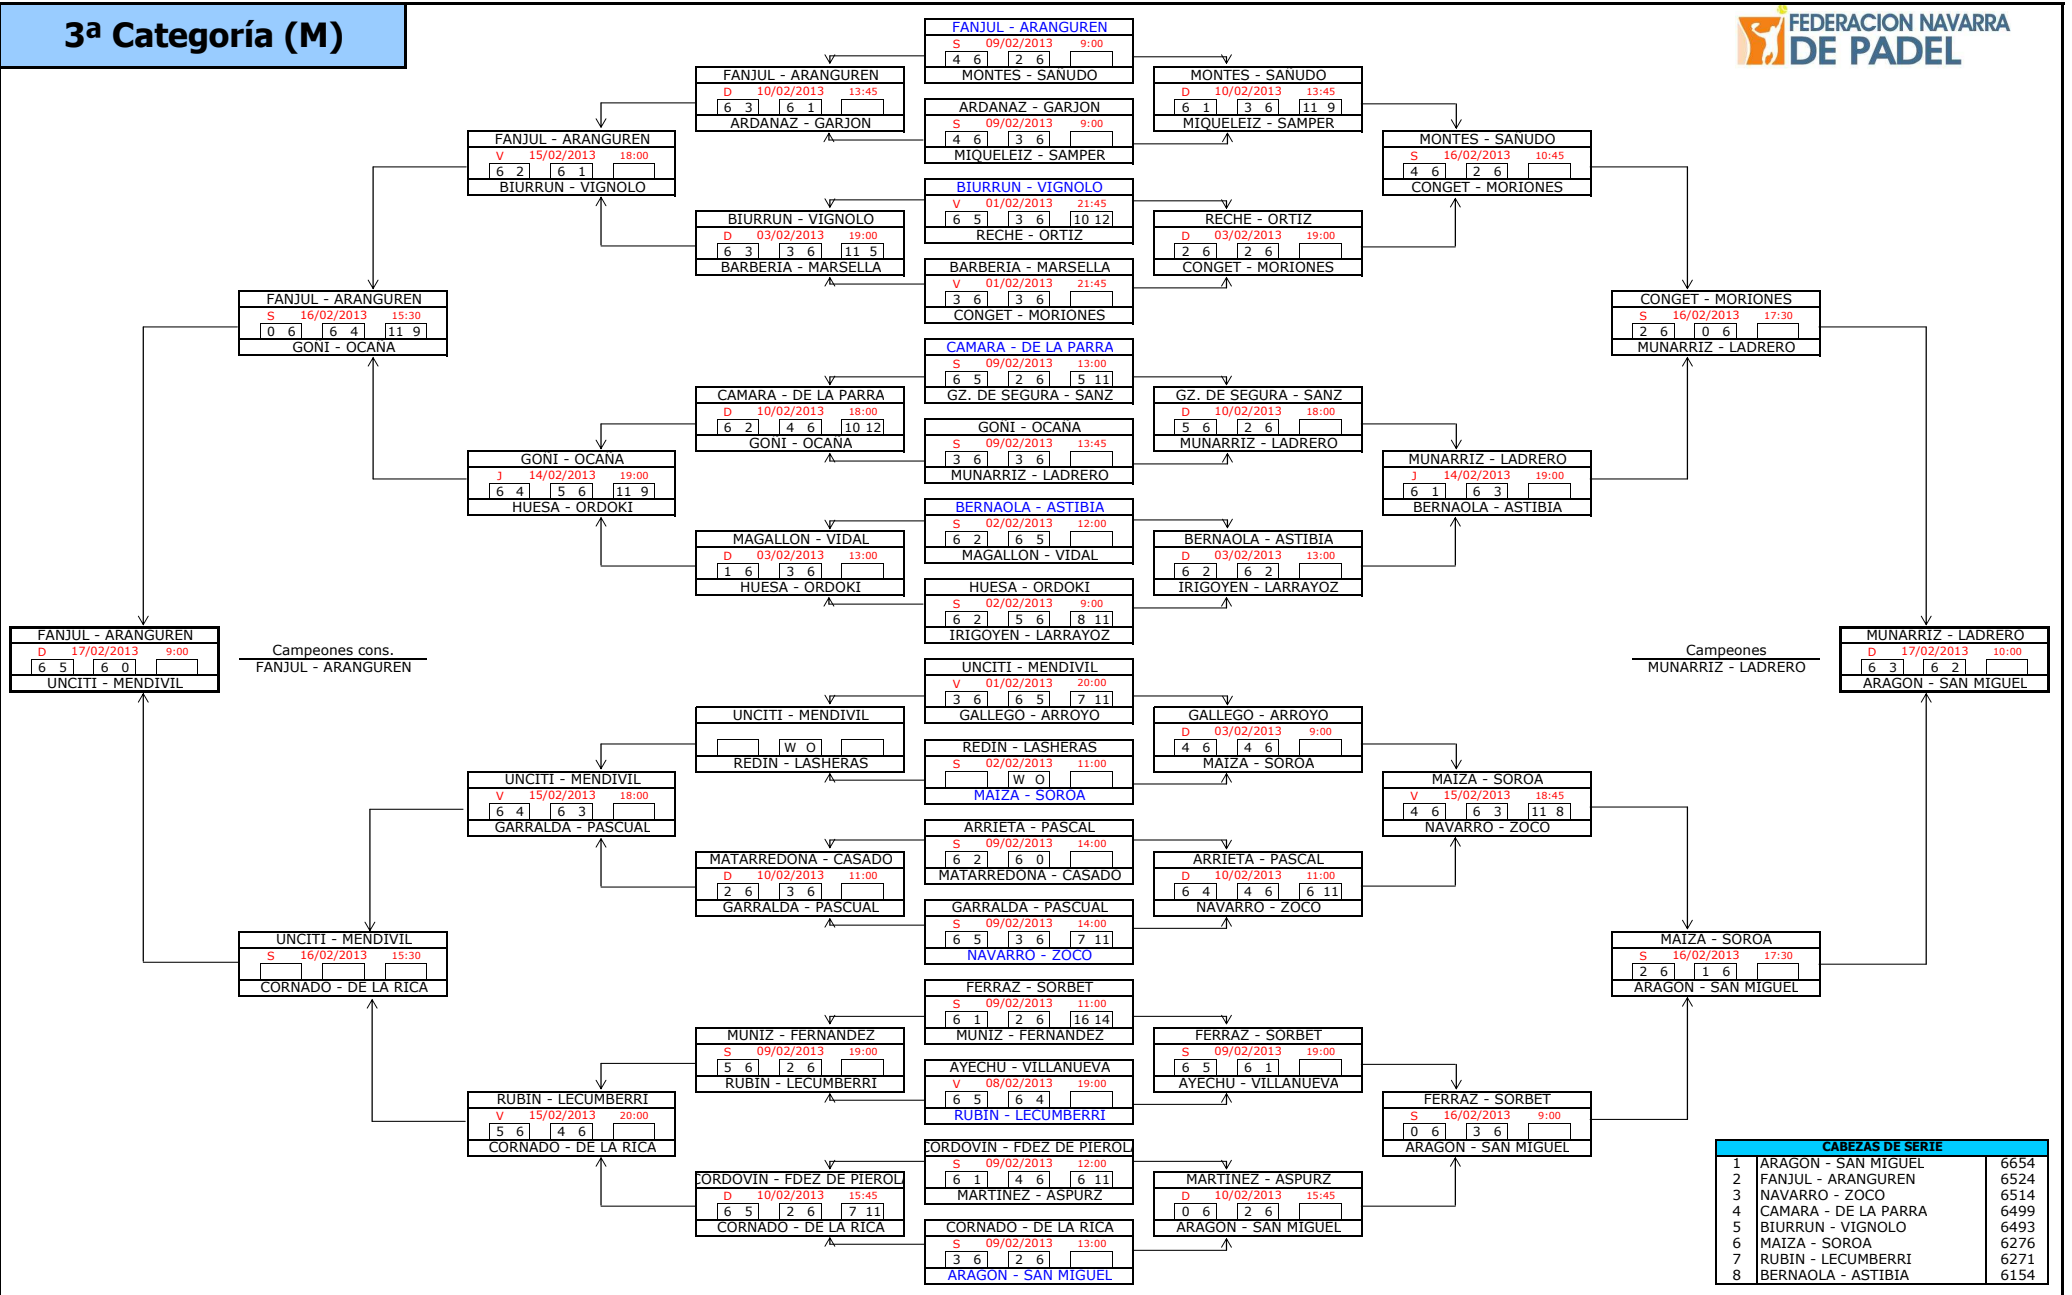 3ª Categoría (M)
FEDERACION NAVARRA
DE PADEL
FANJUL - ARANGUREN
D 17/02/2013 9:00
6 5 6 0
UNCITI - MENDIVIL
Campeones cons.
FANJUL - ARANGUREN
FANJUL - ARANGUREN
S 16/02/2013 15:30
0 6 6 4 11 9
GOÑI - OCAÑA
UNCITI - MENDIVIL
S 16/02/2013 15:30
CORNADO - DE LA RICA
FANJUL - ARANGUREN
V 15/02/2013 18:00
6 2 6 1
BIURRUN - VIGNOLO
GOÑI - OCAÑA
J 14/02/2013 19:00
6 4 5 6 11 9
HUESA - ORDOKI
UNCITI - MENDIVIL
V 15/02/2013 18:00
6 4 6 3
GARRALDA - PASCUAL
RUBIN - LECUMBERRI
V 15/02/2013 20:00
5 6 4 6
CORNADO - DE LA RICA
FANJUL - ARANGUREN
D 10/02/2013 13:45
6 3 6 1
ARDANAZ - GARJON
BIURRUN - VIGNOLO
D 03/02/2013 19:00
6 3 3 6 11 5
BARBERIA - MARSELLA
CAMARA - DE LA PARRA
D 10/02/2013 18:00
6 2 4 6 10 12
GOÑI - OCAÑA
MAGALLON - VIDAL
D 03/02/2013 13:00
1 6 3 6
HUESA - ORDOKI
UNCITI - MENDIVIL
W O
REDIN - LASHERAS
MATARREDONA - CASADO
D 10/02/2013 11:00
2 6 3 6
GARRALDA - PASCUAL
MUNIZ - FERNANDEZ
S 09/02/2013 19:00
5 6 2 6
RUBIN - LECUMBERRI
CORDOVIN - FDEZ DE PIEROLA
D 10/02/2013 15:45
6 5 2 6 7 11
CORNADO - DE LA RICA
FANJUL - ARANGUREN
S 09/02/2013 9:00
4 6 2 6
MONTES - SAÑUDO
ARDANAZ - GARJON
S 09/02/2013 9:00
4 6 3 6
MIQUELEIZ - SAMPER
BIURRUN - VIGNOLO
V 01/02/2013 21:45
6 5 3 6 10 12
RECHE - ORTIZ
BARBERIA - MARSELLA
V 01/02/2013 21:45
3 6 3 6
CONGET - MORIONES
CAMARA - DE LA PARRA
S 09/02/2013 13:00
6 5 2 6 5 11
GZ. DE SEGURA - SANZ
GOÑI - OCAÑA
S 09/02/2013 13:45
3 6 3 6
MUNARRIZ - LADRERO
BERNAOLA - ASTIBIA
S 02/02/2013 12:00
6 2 6 5
MAGALLON - VIDAL
HUESA - ORDOKI
S 02/02/2013 9:00
6 2 5 6 8 11
IRIGOYEN - LARRAYOZ
UNCITI - MENDIVIL
V 01/02/2013 20:00
3 6 6 5 7 11
GALLEGO - ARROYO
REDIN - LASHERAS
S 02/02/2013 11:00
W O
MAIZA - SOROA
ARRIETA - PASCAL
S 09/02/2013 14:00
6 2 6 0
MATARREDONA - CASADO
GARRALDA - PASCUAL
S 09/02/2013 14:00
6 5 3 6 7 11
NAVARRO - ZOCO
FERRAZ - SORBET
S 09/02/2013 11:00
6 1 2 6 16 14
MUNIZ - FERNANDEZ
AYECHU - VILLANUEVA
V 08/02/2013 19:00
6 5 6 4
RUBIN - LECUMBERRI
CORDOVIN - FDEZ DE PIEROLA
S 09/02/2013 12:00
6 1 4 6 6 11
MARTINEZ - ASPURZ
CORNADO - DE LA RICA
S 09/02/2013 13:00
3 6 2 6
ARAGON - SAN MIGUEL
MONTES - SAÑUDO
D 10/02/2013 13:45
6 1 3 6 11 9
MIQUELEIZ - SAMPER
RECHE - ORTIZ
D 03/02/2013 19:00
2 6 2 6
CONGET - MORIONES
GZ. DE SEGURA - SANZ
D 10/02/2013 18:00
5 6 2 6
MUNARRIZ - LADRERO
BERNAOLA - ASTIBIA
D 03/02/2013 13:00
6 2 6 2
IRIGOYEN - LARRAYOZ
GALLEGO - ARROYO
D 03/02/2013 9:00
4 6 4 6
MAIZA - SOROA
ARRIETA - PASCAL
D 10/02/2013 11:00
6 4 4 6 6 11
NAVARRO - ZOCO
FERRAZ - SORBET
S 09/02/2013 19:00
6 5 6 1
AYECHU - VILLANUEVA
MARTINEZ - ASPURZ
D 10/02/2013 15:45
0 6 2 6
ARAGON - SAN MIGUEL
MONTES - SAÑUDO
S 16/02/2013 10:45
4 6 2 6
CONGET - MORIONES
MUNARRIZ - LADRERO
J 14/02/2013 19:00
6 1 6 3
BERNAOLA - ASTIBIA
MAIZA - SOROA
V 15/02/2013 18:45
4 6 6 3 11 8
NAVARRO - ZOCO
FERRAZ - SORBET
S 16/02/2013 9:00
0 6 3 6
ARAGON - SAN MIGUEL
CONGET - MORIONES
S 16/02/2013 17:30
2 6 0 6
MUNARRIZ - LADRERO
MAIZA - SOROA
S 16/02/2013 17:30
2 6 1 6
ARAGON - SAN MIGUEL
Campeones
MUNARRIZ - LADRERO
MUNARRIZ - LADRERO
D 17/02/2013 10:00
6 3 6 2
ARAGON - SAN MIGUEL
CABEZAS DE SERIE
1 ARAGON - SAN MIGUEL 6654
2 FANJUL - ARANGUREN 6524
3 NAVARRO - ZOCO 6514
4 CAMARA - DE LA PARRA 6499
5 BIURRUN - VIGNOLO 6493
6 MAIZA - SOROA 6276
7 RUBIN - LECUMBERRI 6271
8 BERNAOLA - ASTIBIA 6154